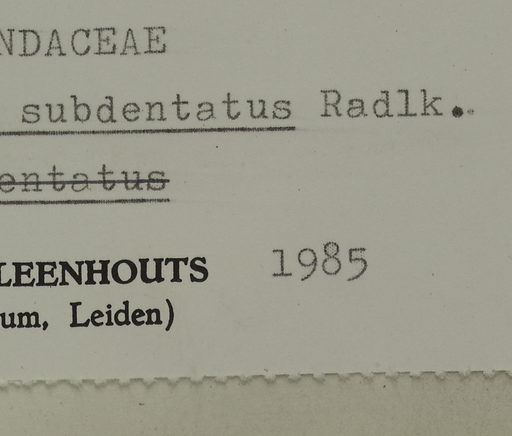 NDACEAE
subdentatus Radlk.
entatus
LEENHOUTS 1985
um, Leiden)